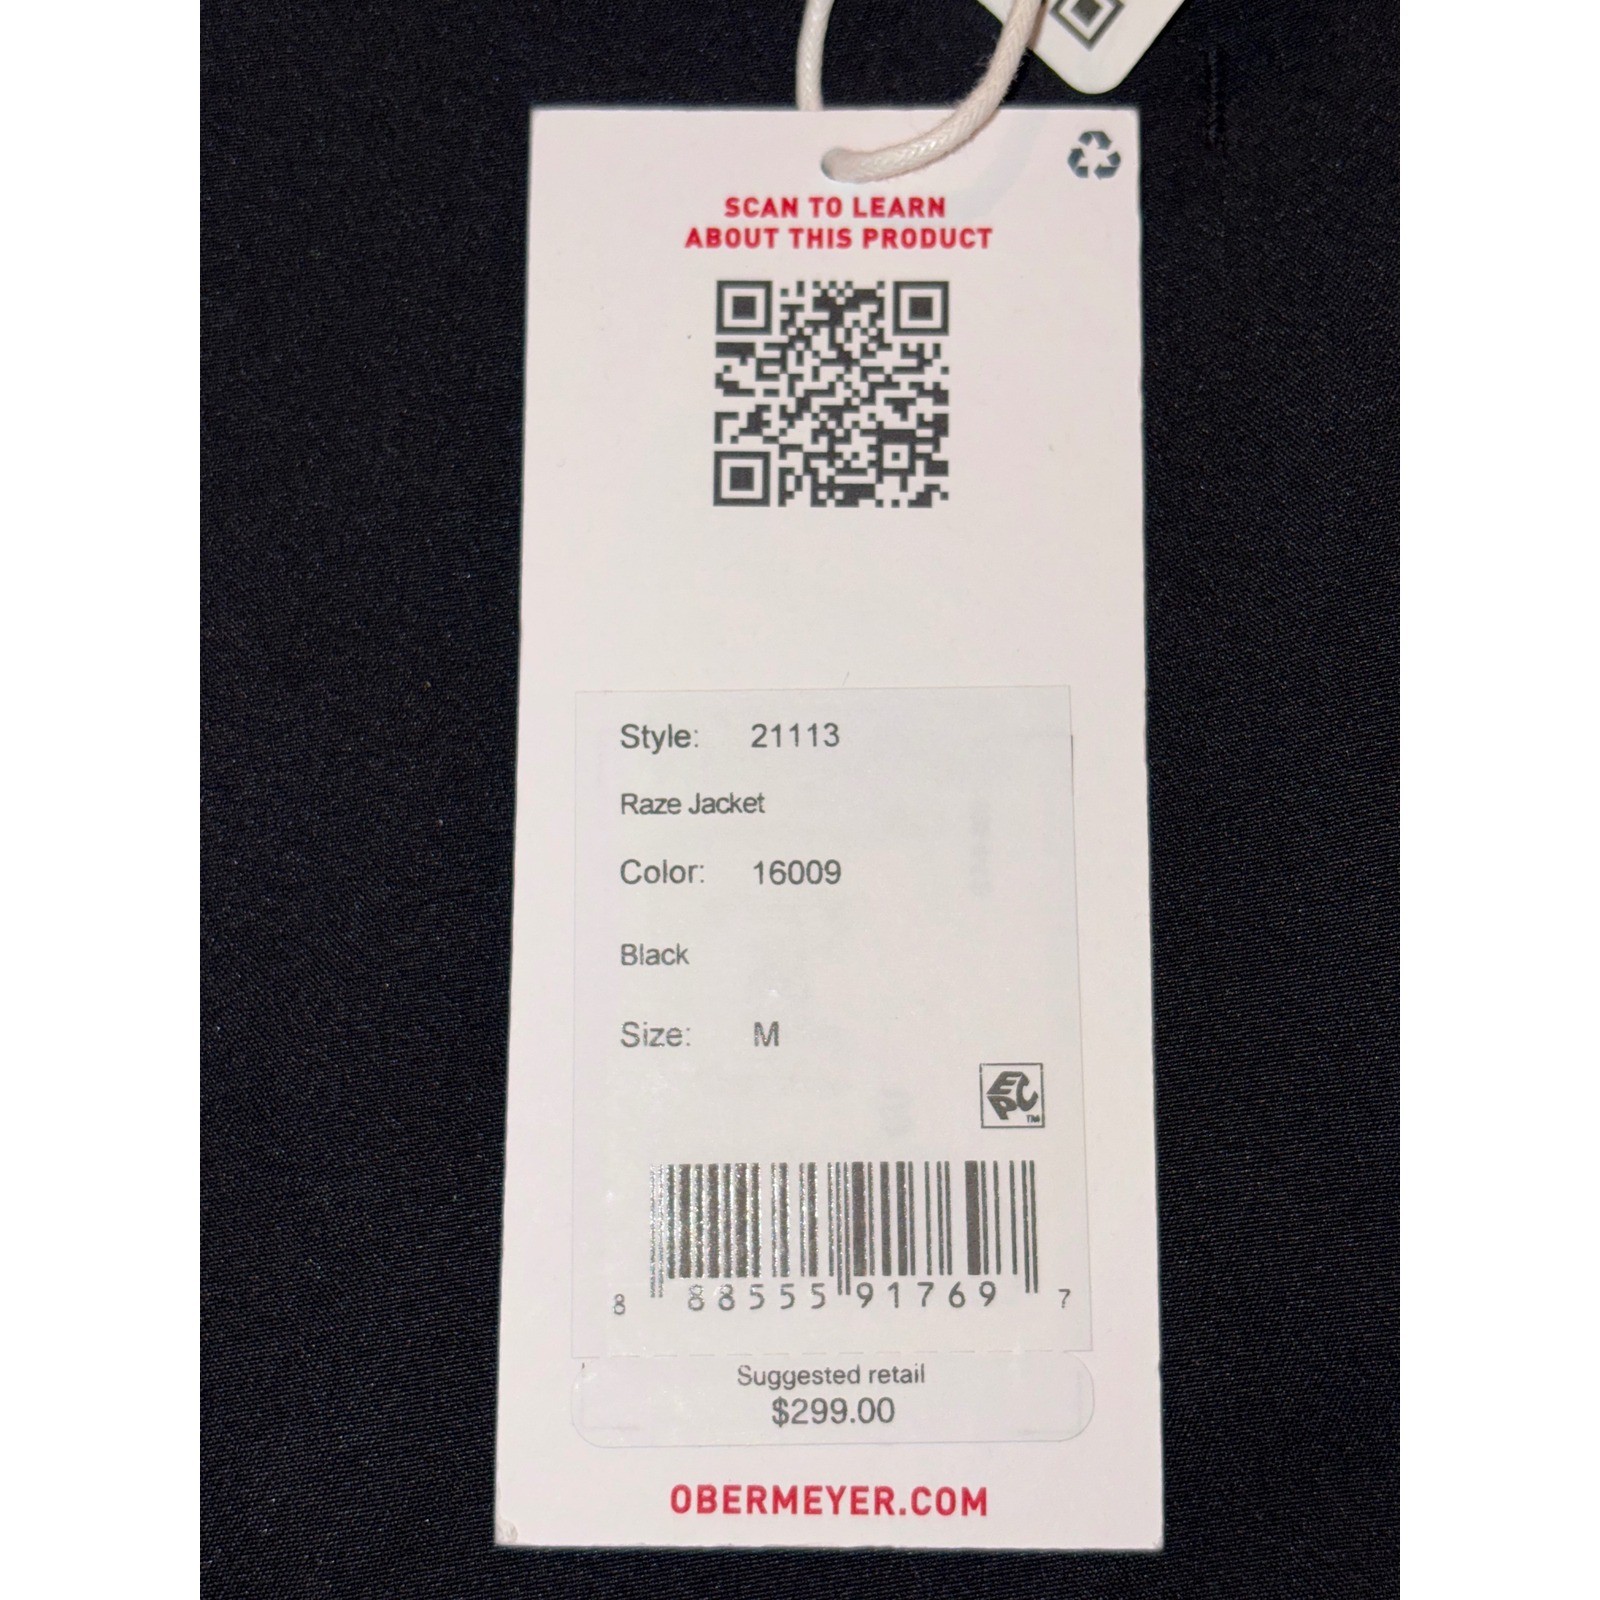 SCAN TO LEARN
ABOUT THIS PRODUCT
Style: 21113
Raze Jacket
Color: 16009
Black
Size: M
EPC™
8 88555 91769 7
Suggested retail
$299.00
OBERMEYER.COM